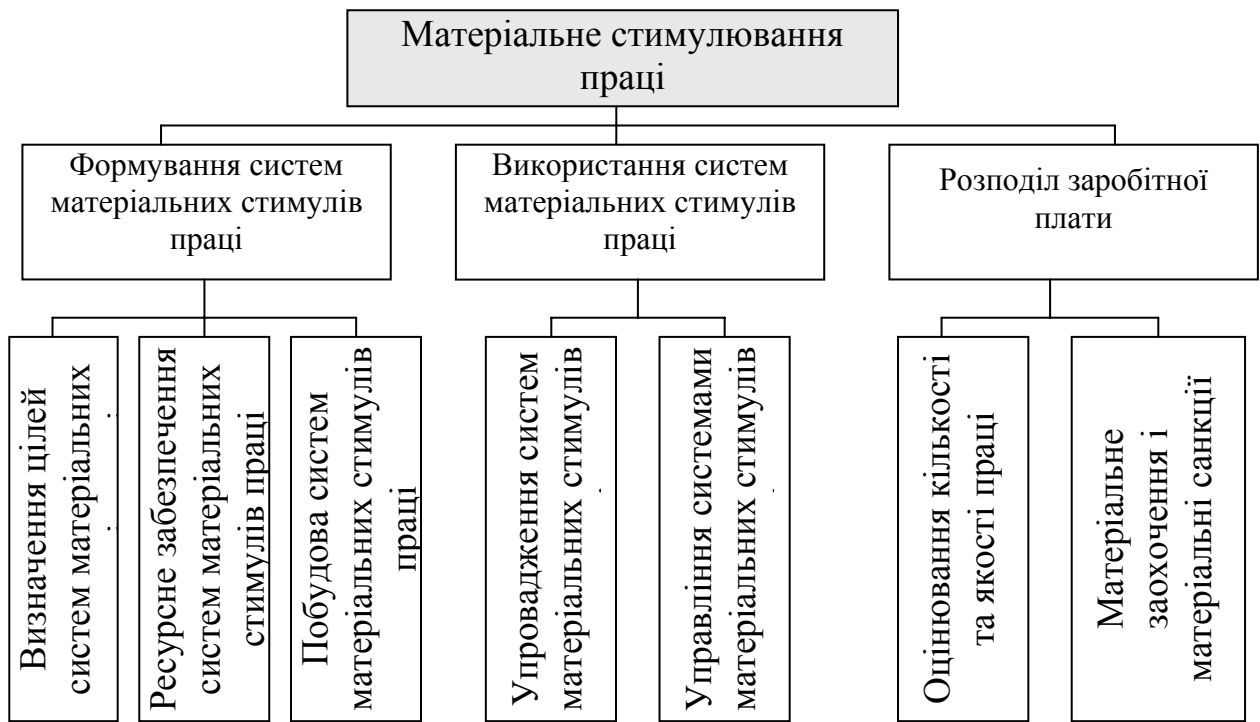 Матеріальне стимулювання
праці
Формування систем
матеріальних стимулів
праці
Використання систем
матеріальних стимулів
праці
Розподіл заробітної
плати
Визначення цілей
систем матеріальних
Ресурсне забезпечення
систем матеріальних
стимулів праці
Побудова систем
матеріальних стимулів
праці
Упровадження систем
матеріальних стимулів
Управління системами
матеріальних стимулів
Оцінювання кількості
та якості праці
Матеріальне
заохочення і
матеріальні санкції